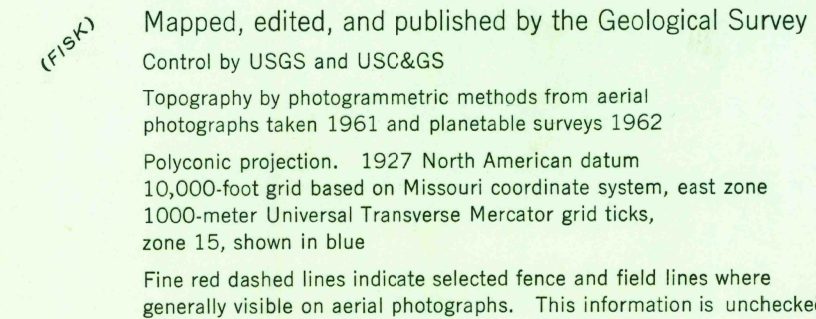 (FISK)
Mapped, edited, and published by the Geological Survey
Control by USGS and USC&GS
Topography by photogrammetric methods from aerial
photographs taken 1961 and planetable surveys 1962
Polyconic projection. 1927 North American datum
10,000-foot grid based on Missouri coordinate system, east zone
1000-meter Universal Transverse Mercator grid ticks,
zone 15, shown in blue
Fine red dashed lines indicate selected fence and field lines where
generally visible on aerial photographs. This information is unchecked